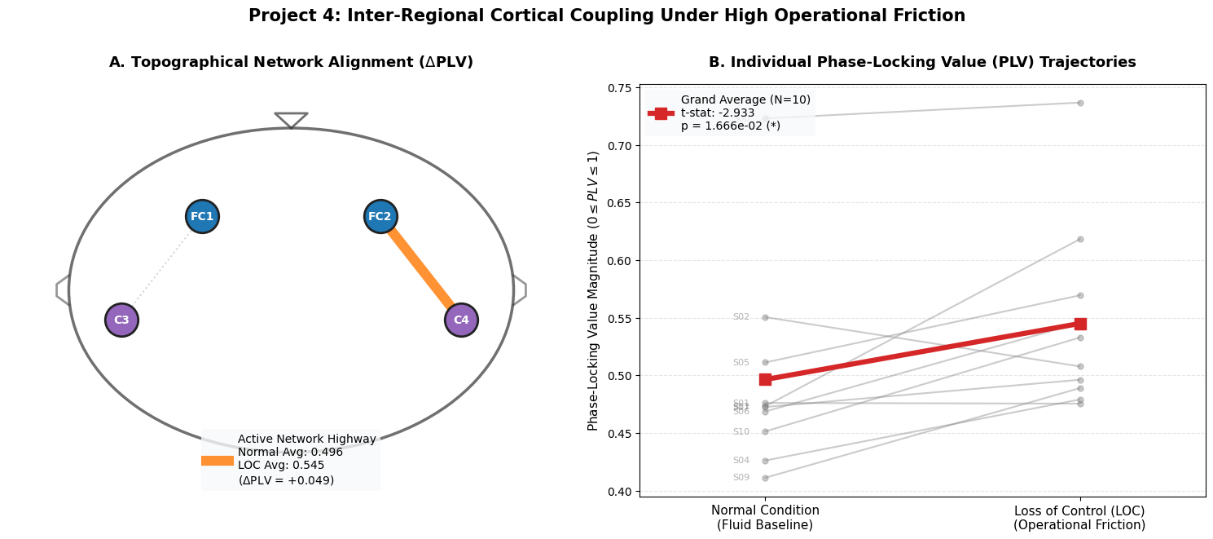 Project 4: Inter-Regional Cortical Coupling Under High Operational Friction
A. Topographical Network Alignment (ΔPLV)
FC1
FC2
C3
C4
Active Network Highway
Normal Avg: 0.496
LOC Avg: 0.545
(ΔPLV = +0.049)
B. Individual Phase-Locking Value (PLV) Trajectories
Phase-Locking Value Magnitude (0 ≤ PLV ≤ 1)
0.75
0.70
0.65
0.60
0.55
0.50
0.45
0.40
Grand Average (N=10)
t-stat: -2.933
p = 1.666e-02 (*)
S02
S05
S01
S06
S10
S04
S09
Normal Condition
(Fluid Baseline)
Loss of Control (LOC)
(Operational Friction)